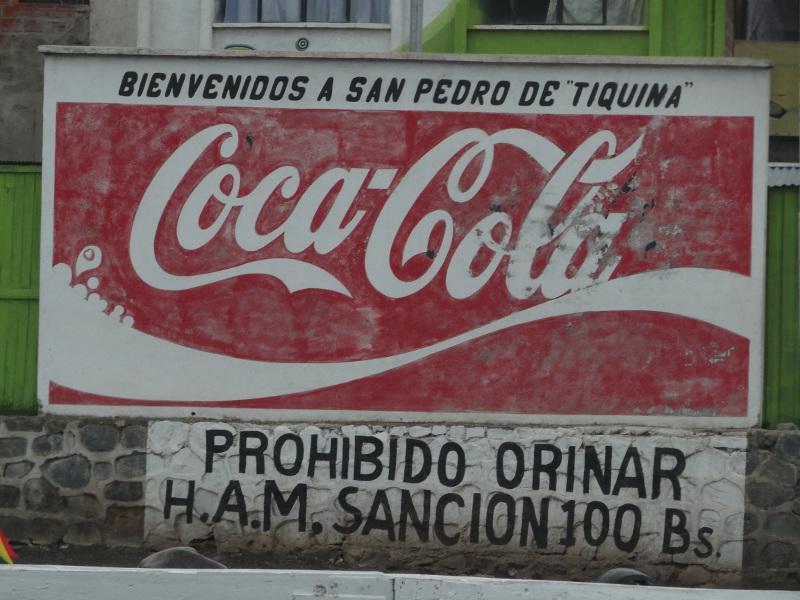 BIENVENIDOS A SAN PEDRO DE "TIQUINA"
Coca-Cola
PROHIBIDO ORINAR
H.A.M. SANCION 100 Bs.